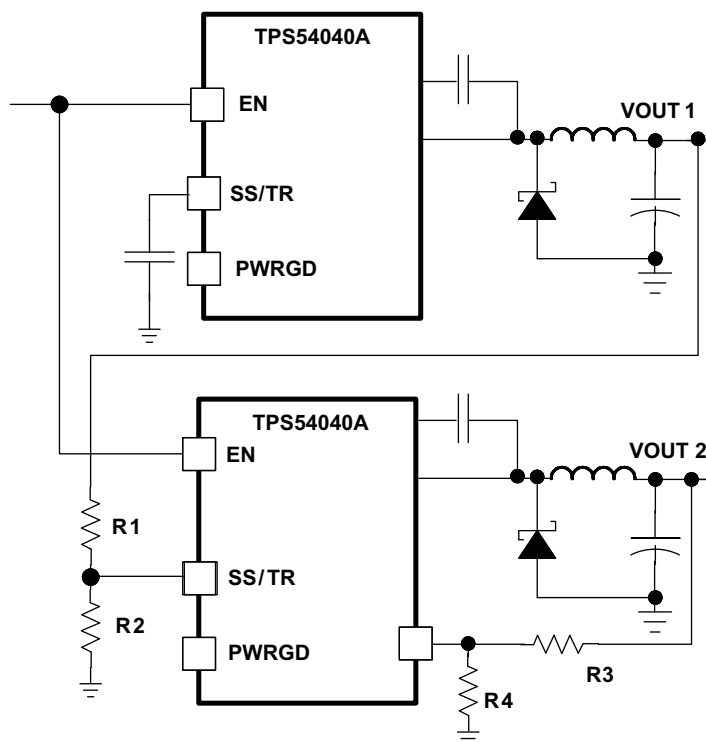 TPS54040A
EN
VOUT 1
SS/TR
PWRGD
TPS54040A
EN
VOUT 2
R1
SS/TR
R2
PWRGD
R3
R4